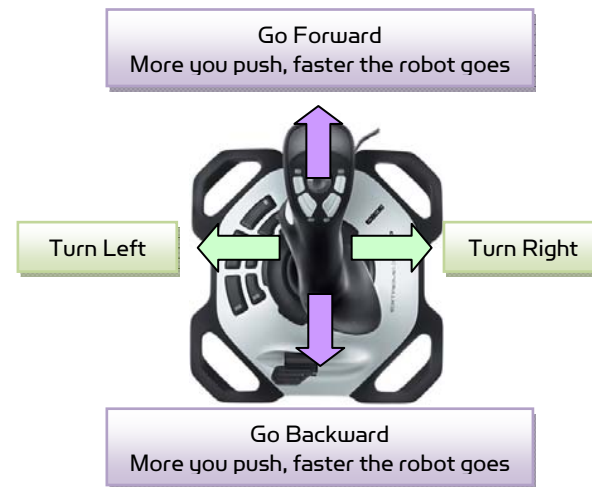 Go Forward
More you push, faster the robot goes
Turn Left
Turn Right
Go Backward
More you push, faster the robot goes